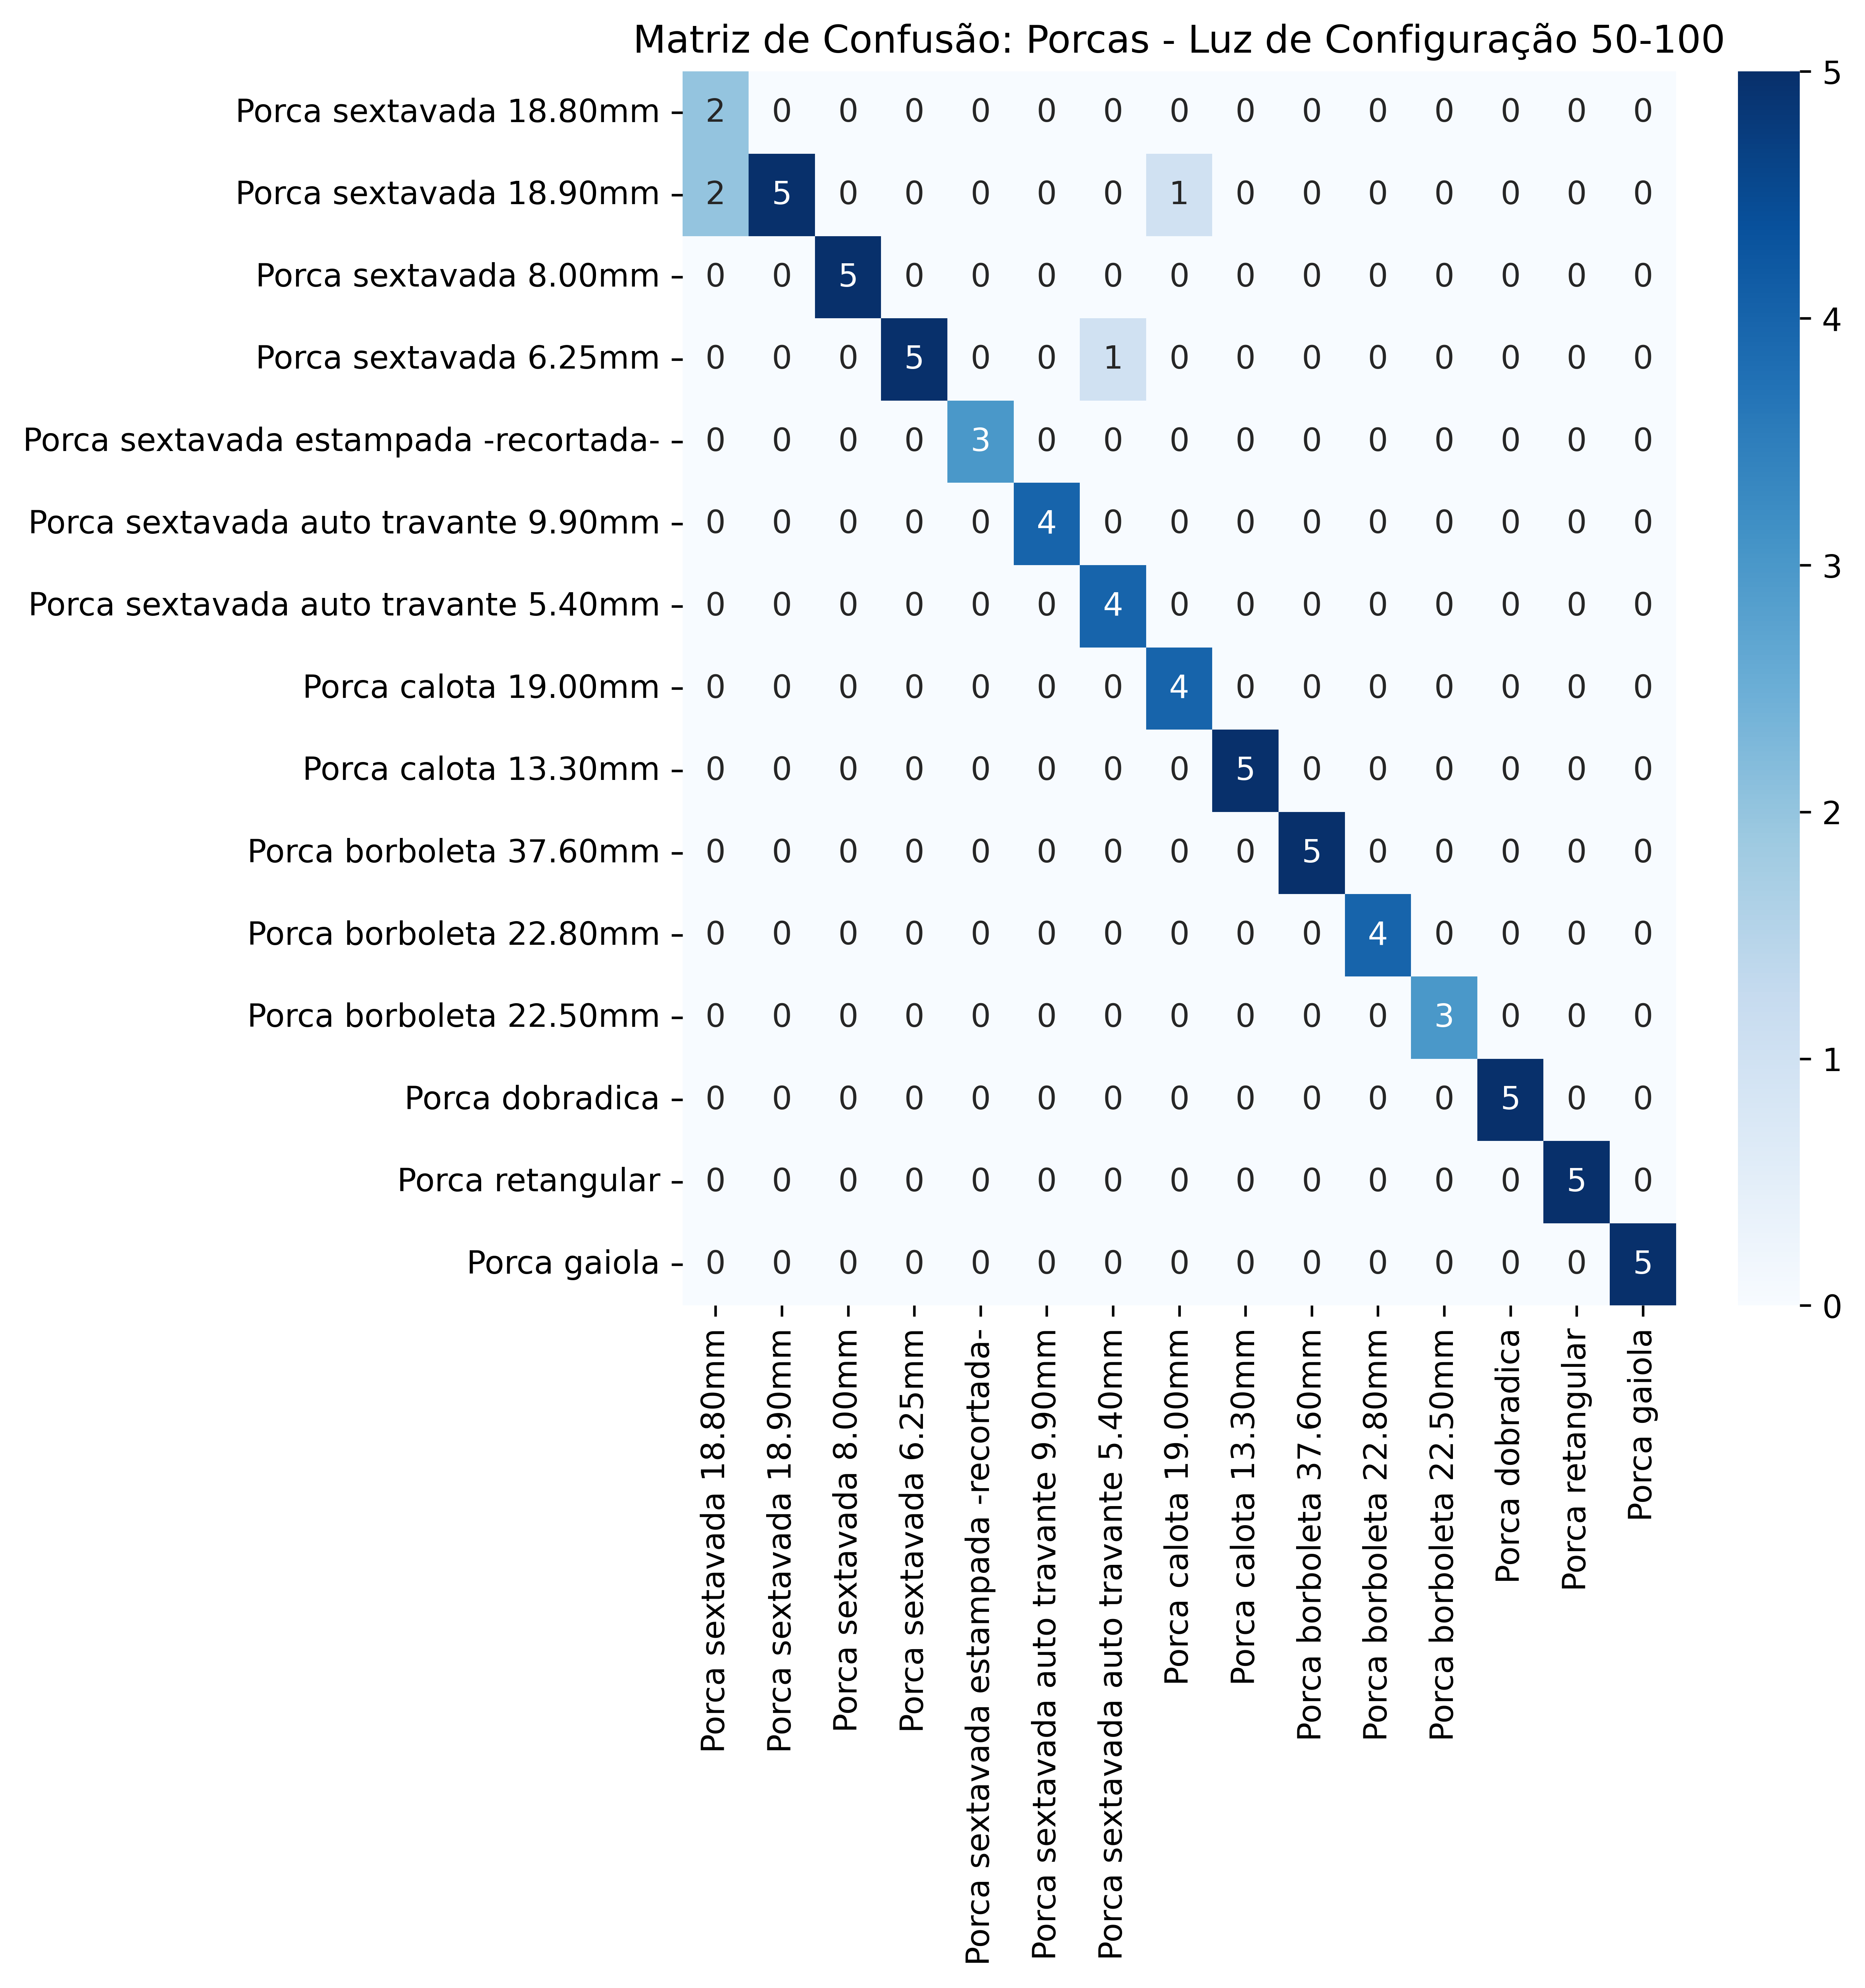 Matriz de Confusão: Porcas - Luz de Configuração 50-100
Porca sextavada 18.80mm 2 0 0 0 0 0 0 0 0 0 0 0 0 0 0
Porca sextavada 18.90mm 2 5 0 0 0 0 0 1 0 0 0 0 0 0 0
Porca sextavada 8.00mm 0 0 5 0 0 0 0 0 0 0 0 0 0 0 0
Porca sextavada 6.25mm 0 0 0 5 0 0 1 0 0 0 0 0 0 0 0
Porca sextavada estampada -recortada- 0 0 0 0 3 0 0 0 0 0 0 0 0 0 0
Porca sextavada auto travante 9.90mm 0 0 0 0 0 4 0 0 0 0 0 0 0 0 0
Porca sextavada auto travante 5.40mm 0 0 0 0 0 0 4 0 0 0 0 0 0 0 0
Porca calota 19.00mm 0 0 0 0 0 0 0 4 0 0 0 0 0 0 0
Porca calota 13.30mm 0 0 0 0 0 0 0 0 5 0 0 0 0 0 0
Porca borboleta 37.60mm 0 0 0 0 0 0 0 0 0 5 0 0 0 0 0
Porca borboleta 22.80mm 0 0 0 0 0 0 0 0 0 0 4 0 0 0 0
Porca borboleta 22.50mm 0 0 0 0 0 0 0 0 0 0 0 3 0 0 0
Porca dobradica 0 0 0 0 0 0 0 0 0 0 0 0 5 0 0
Porca retangular 0 0 0 0 0 0 0 0 0 0 0 0 0 5 0
Porca gaiola 0 0 0 0 0 0 0 0 0 0 0 0 0 0 5
Porca sextavada 18.80mm
Porca sextavada 18.90mm
Porca sextavada 8.00mm
Porca sextavada 6.25mm
Porca sextavada estampada -recortada-
Porca sextavada auto travante 9.90mm
Porca sextavada auto travante 5.40mm
Porca calota 19.00mm
Porca calota 13.30mm
Porca borboleta 37.60mm
Porca borboleta 22.80mm
Porca borboleta 22.50mm
Porca dobradica
Porca retangular
Porca gaiola
5
4
3
2
1
0